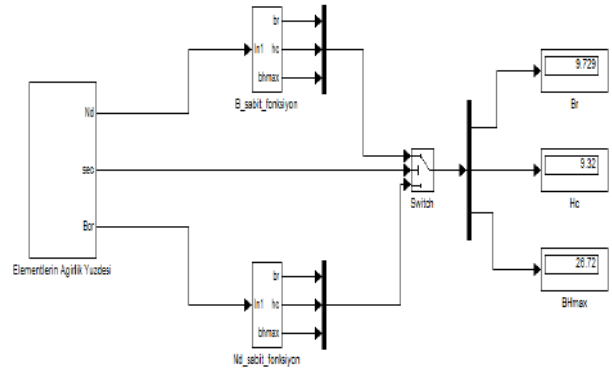 Nd
sec
Bor
Elementlerin Agirlik Yuzdesi
In1
br
hc
bhmax
B_sabit_fonksiyon
In1
br
hc
bhmax
Nd_sabit_fonksiyon
Switch
9.729
Br
9.32
Hc
26.72
BHmax